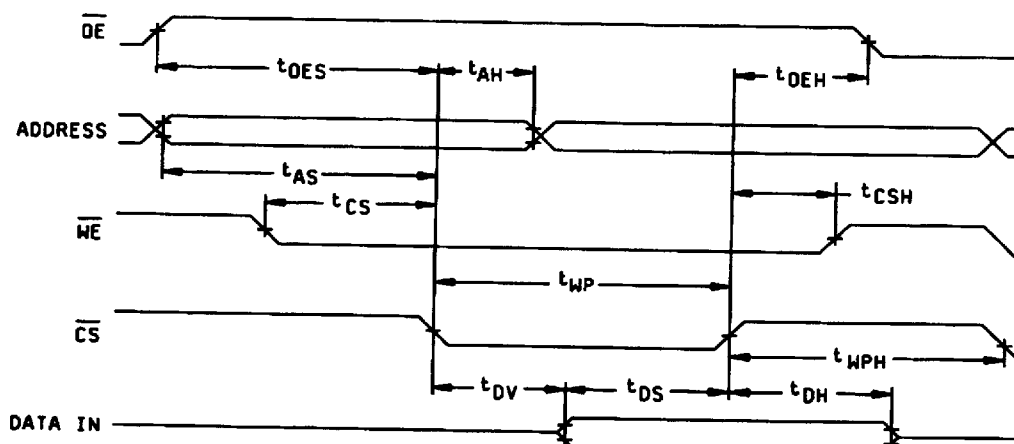 OE
tOES
tAH
tOEH
ADDRESS
tAS
tCS
tCSH
WE
tWP
CS
tWPH
tDV
tDS
tDH
DATA IN